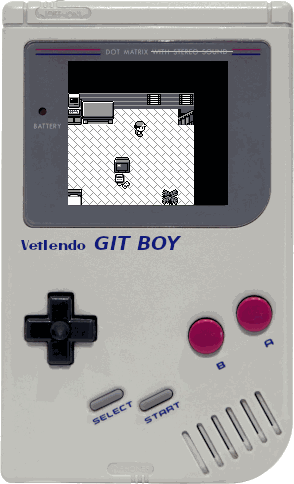 DOT MATRIX WITH STEREO SOUND
BATTERY
Vetlendo GIT BOY
B
A
SELECT
START